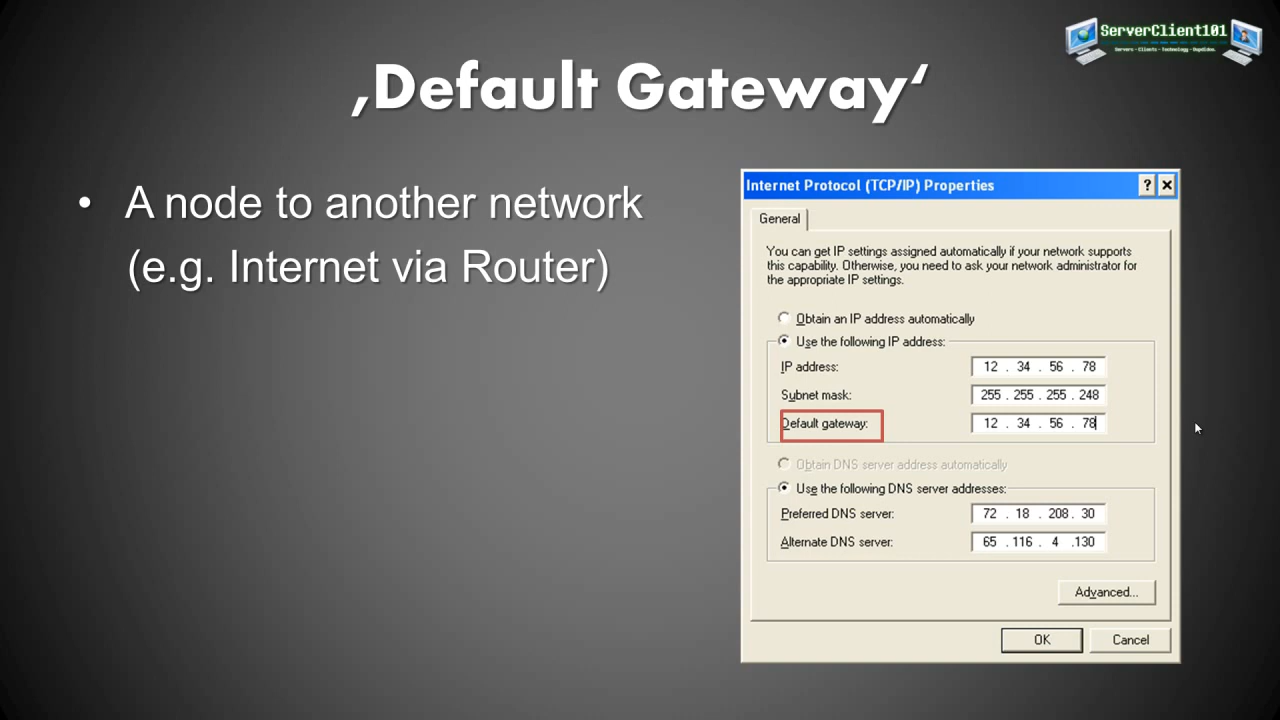 ServerClient101
Servers - Clients - Technology - HopeDidos.
‚Default Gateway‘
• A node to another network
(e.g. Internet via Router)
Internet Protocol (TCP/IP) Properties
General
You can get IP settings assigned automatically if your network supports
this capability. Otherwise, you need to ask your network administrator for
the appropriate IP settings.
Obtain an IP address automatically
Use the following IP address:
IP address: 12 . 34 . 56 . 78
Subnet mask: 255 . 255 . 255 . 248
Default gateway: 12 . 34 . 56 . 78
Obtain DNS server address automatically
Use the following DNS server addresses:
Preferred DNS server: 72 . 18 . 208 . 30
Alternate DNS server: 65 . 116 . 4 . 130
Advanced...
OK Cancel